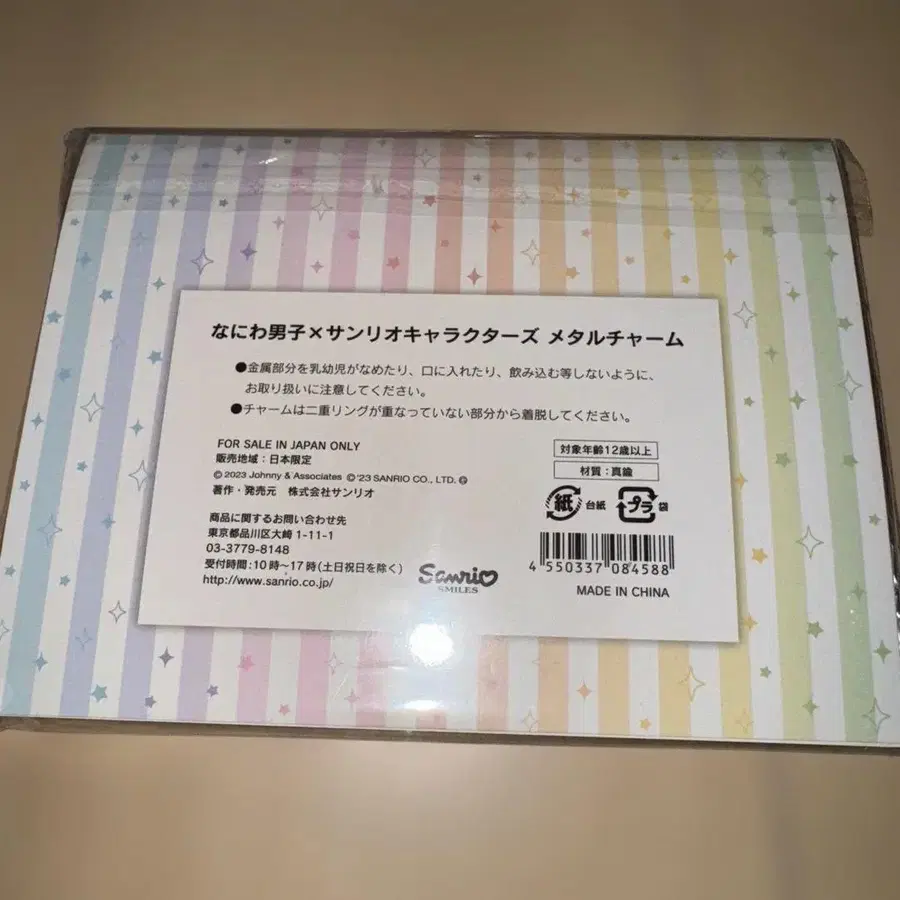 なにわ男子×サンリオキャラクターズ メタルチャーム
●金属部分を乳幼児がなめたり、口に入れたり、飲み込む等しないように、
お取り扱いに注意してください。
●チャームは二重リングが重なっていない部分から着脱してください。
FOR SALE IN JAPAN ONLY
販売地域:日本限定
© 2023 Johnny & Associates © '23 SANRIO CO., LTD. Ⓖ
著作・発売元 株式会社サンリオ
対象年齢12歳以上
材質:真鍮
紙 台紙 プラ 袋
商品に関するお問い合わせ先
東京都品川区大崎 1-11-1
03-3779-8148
受付時間:10時~17時(土日祝日を除く)
http://www.sanrio.co.jp/
Sanrio
SMILES
4 550337 084588
MADE IN CHINA